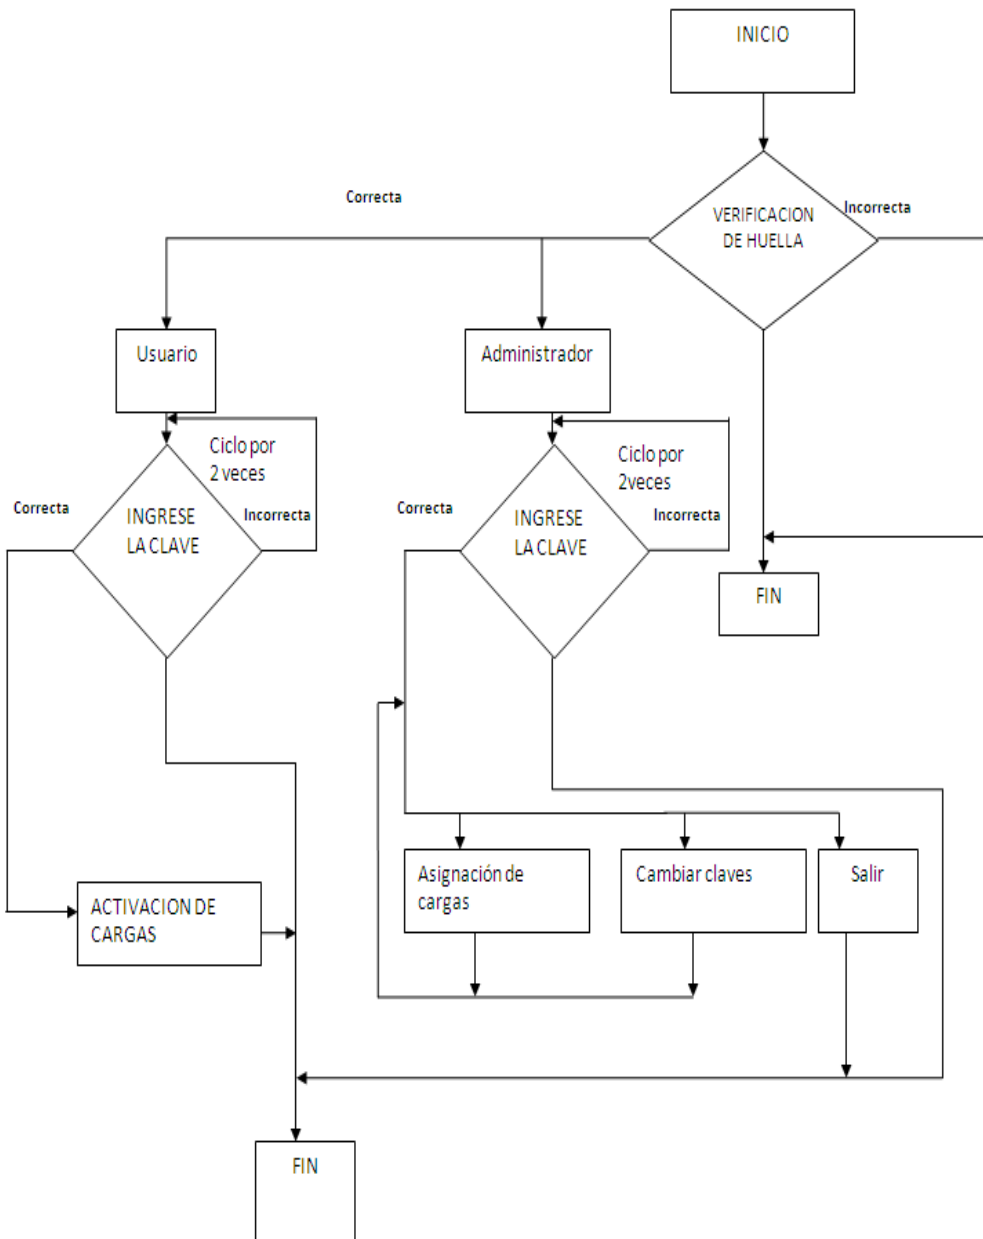 INICIO
Correcta
VERIFICACION
DE HUELLA
Incorrecta
Usuario
Administrador
Ciclo por
2 veces
Ciclo por
2veces
Correcta
INGRESE
LA CLAVE
Incorrecta
Correcta
INGRESE
LA CLAVE
Incorrecta
FIN
Asignación de
cargas
Cambiar claves
Salir
ACTIVACION DE
CARGAS
FIN